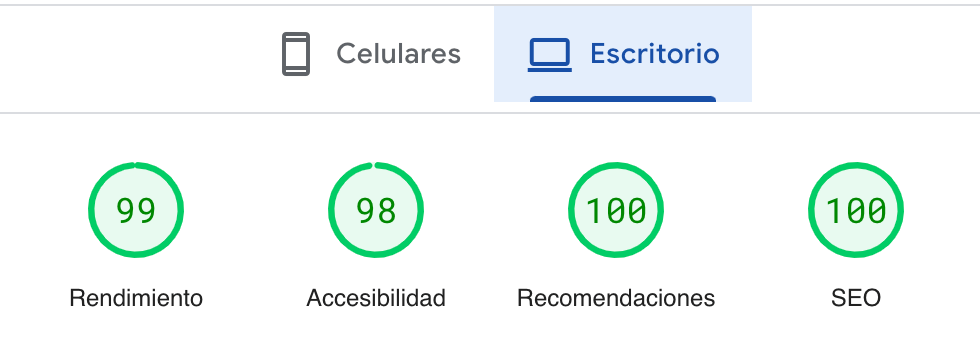 Celulares
Escritorio
99
98
100
100
Rendimiento
Accesibilidad
Recomendaciones
SEO